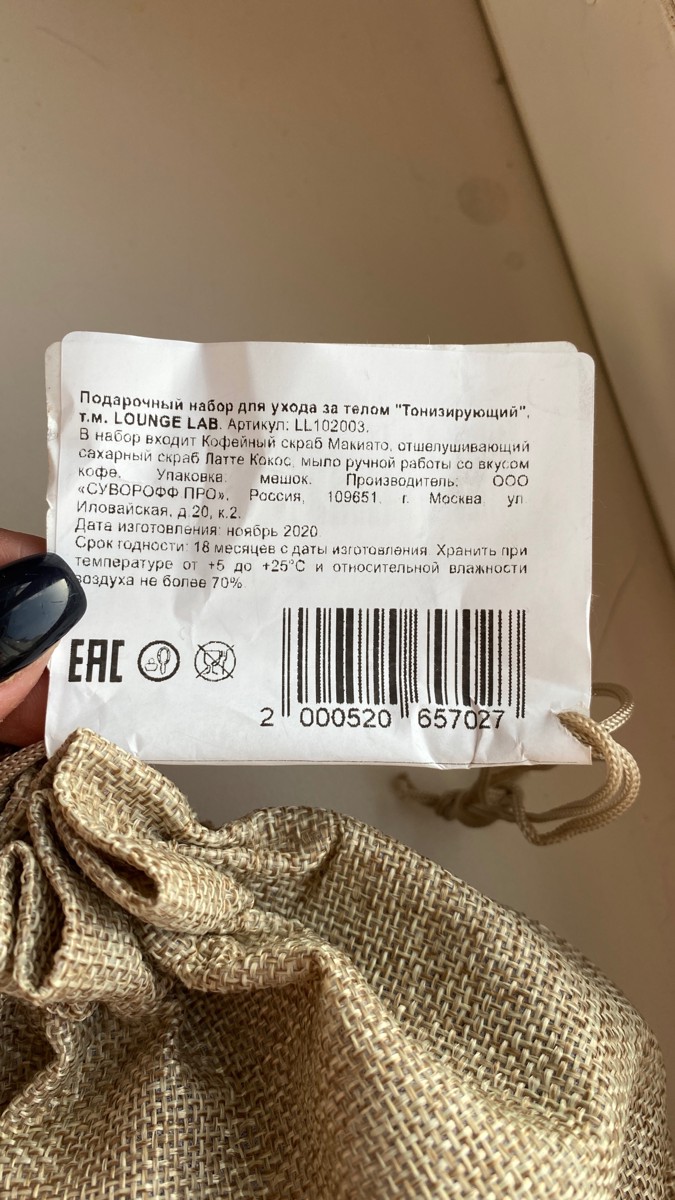 Подарочный набор для ухода за телом "Тонизирующий",
т.м. LOUNGE LAB. Артикул: LL102003.
В набор входит Кофейный скраб Макиато, отшелушивающий
сахарный скраб Латте Кокос, мыло ручной работы со вкусом
кофе. Упаковка: мешок. Производитель: ООО
«СУВОРОФФ ПРО», Россия, 109651, г. Москва, ул.
Иловайская, д.20, к.2.
Дата изготовления: ноябрь 2020
Срок годности: 18 месяцев с даты изготовления. Хранить при
температуре от +5 до +25°С и относительной влажности
воздуха не более 70%.
EAC
2 000520 657027